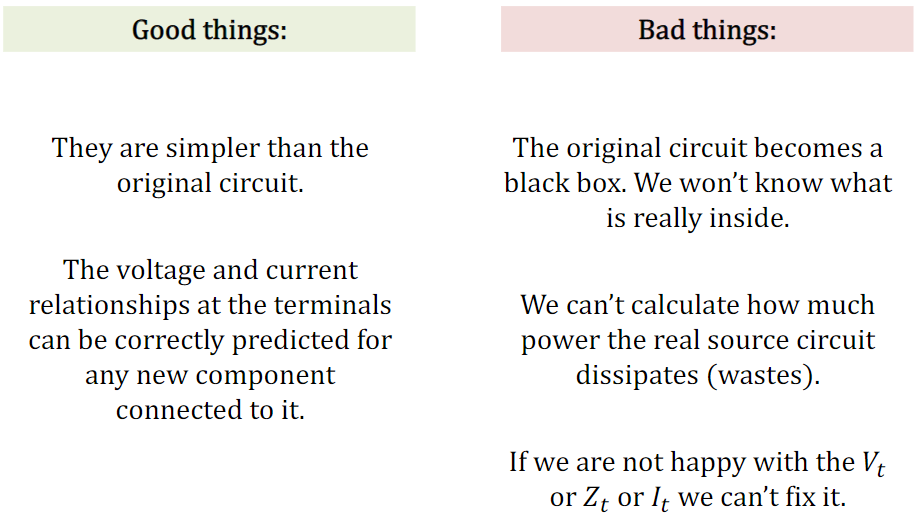 Good things:
They are simpler than the
original circuit.
The voltage and current
relationships at the terminals
can be correctly predicted for
any new component
connected to it.
Bad things:
The original circuit becomes a
black box. We won’t know what
is really inside.
We can’t calculate how much
power the real source circuit
dissipates (wastes).
If we are not happy with the Vₜ
or Zₜ or Iₜ we can’t fix it.